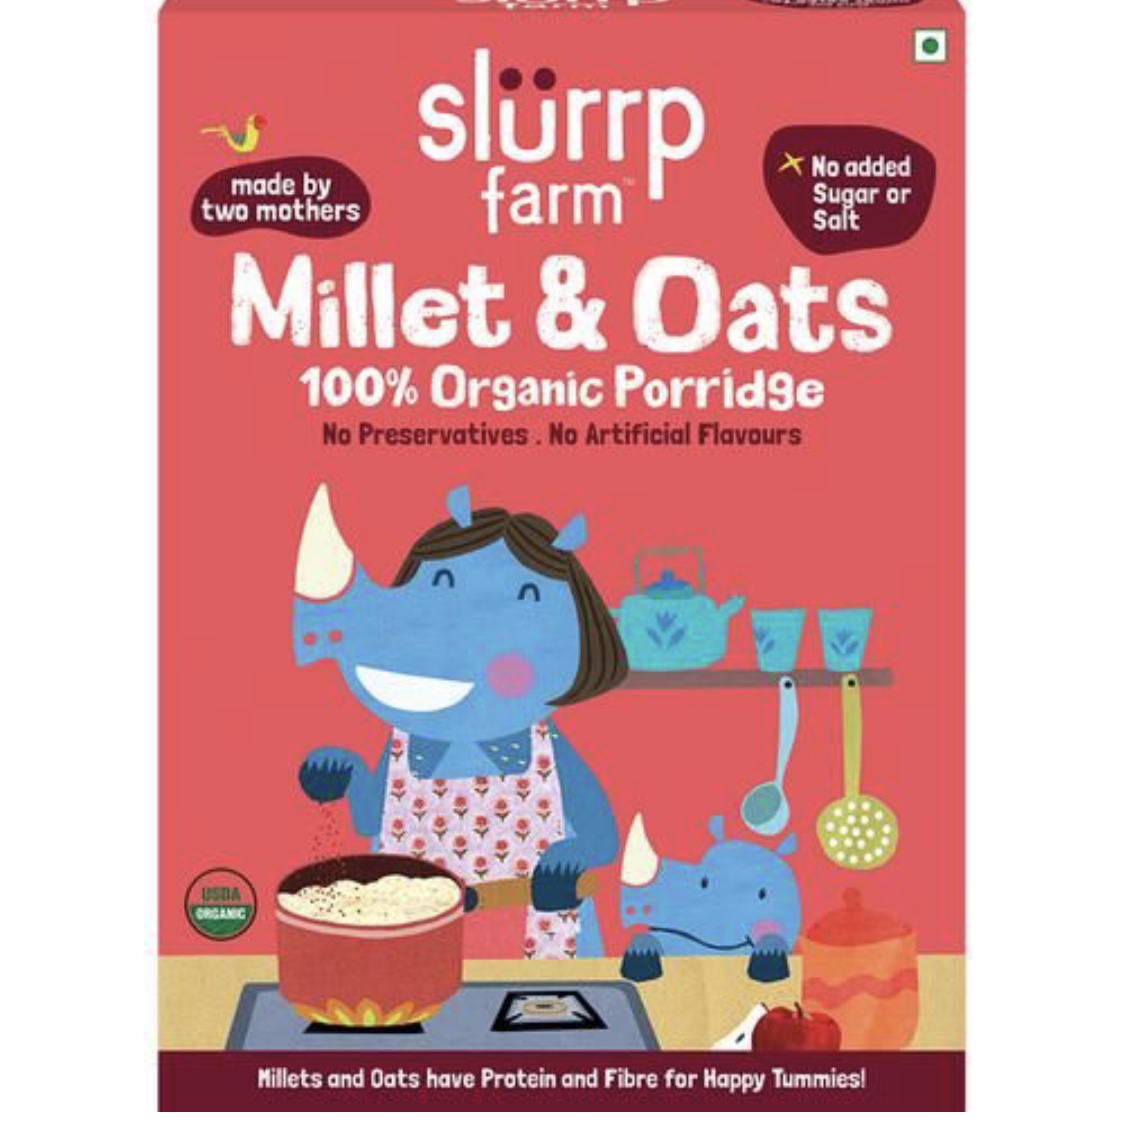 slürrp
farm™
made by
two mothers
No added
Sugar or
Salt
Millet & Oats
100% Organic Porridge
No Preservatives . No Artificial Flavours
USDA
ORGANIC
Millets and Oats have Protein and Fibre for Happy Tummies!